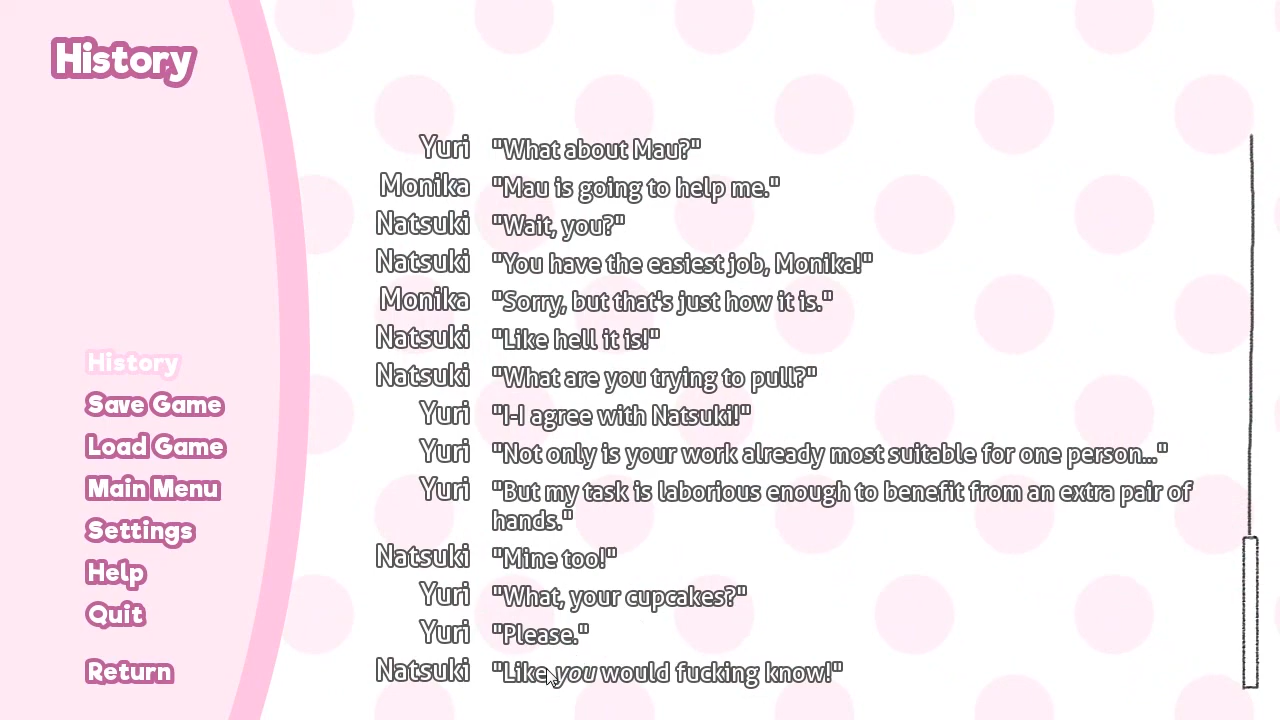 History
Yuri "What about Mau?"
Monika "Mau is going to help me."
Natsuki "Wait, you?"
Natsuki "You have the easiest job, Monika!"
Monika "Sorry, but that's just how it is."
Natsuki "Like hell it is!"
Natsuki "What are you trying to pull?"
Yuri "I-I agree with Natsuki!"
Yuri "Not only is your work already most suitable for one person..."
Yuri "But my task is laborious enough to benefit from an extra pair of
hands."
Natsuki "Mine too!"
Yuri "What, your cupcakes?"
Yuri "Please."
Natsuki "Like you would fucking know!"
History
Save Game
Load Game
Main Menu
Settings
Help
Quit
Return